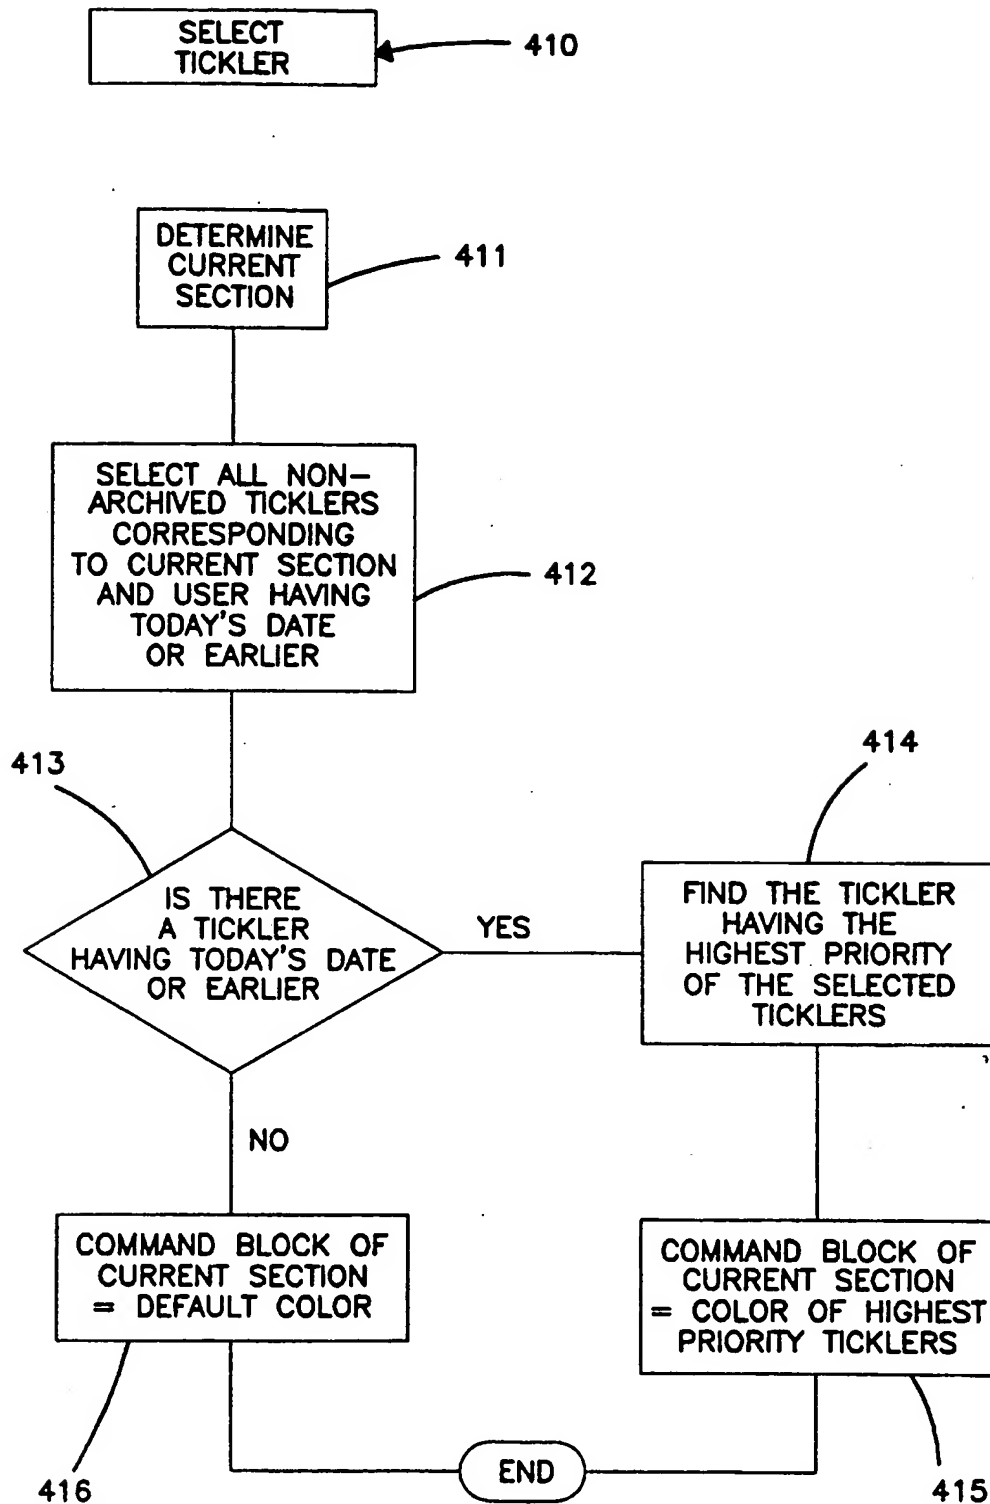 SELECT
TICKLER
410
DETERMINE
CURRENT
SECTION
411
SELECT ALL NON-
ARCHIVED TICKLERS
CORRESPONDING
TO CURRENT SECTION
AND USER HAVING
TODAY'S DATE
OR EARLIER
412
413
IS THERE
A TICKLER
HAVING TODAY'S DATE
OR EARLIER
YES
414
FIND THE TICKLER
HAVING THE
HIGHEST PRIORITY
OF THE SELECTED
TICKLERS
NO
COMMAND BLOCK OF
CURRENT SECTION
= DEFAULT COLOR
416
COMMAND BLOCK OF
CURRENT SECTION
= COLOR OF HIGHEST
PRIORITY TICKLERS
415
END